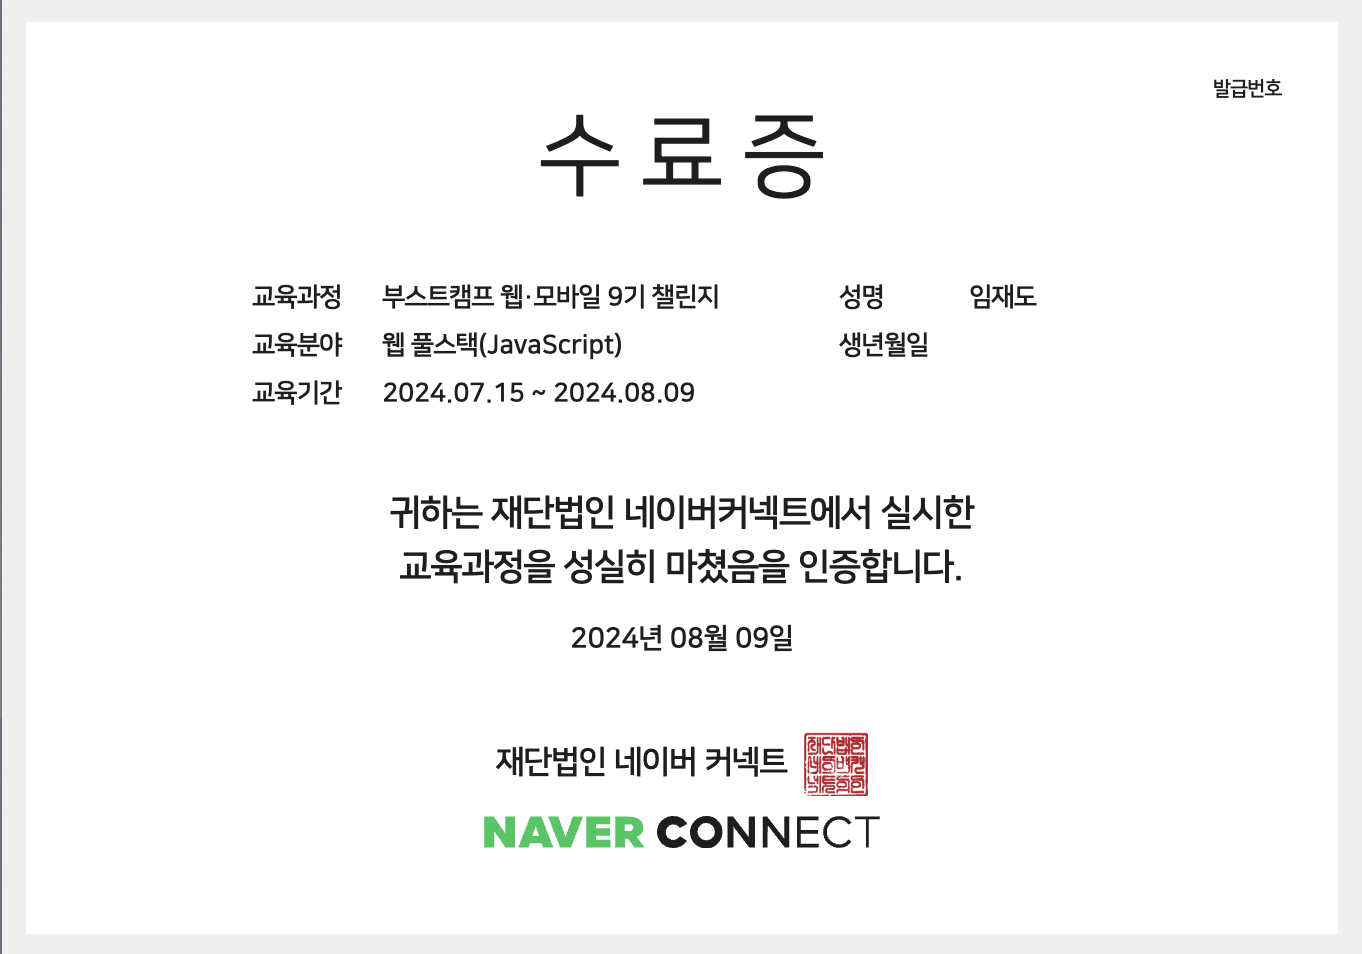 발급번호
수료증
교육과정 부스트캠프 웹·모바일 9기 챌린지 성명 임재도
교육분야 웹 풀스택(JavaScript) 생년월일
교육기간 2024.07.15 ~ 2024.08.09
귀하는 재단법인 네이버커넥트에서 실시한
교육과정을 성실히 마쳤음을 인증합니다.
2024년 08월 09일
재단법인 네이버 커넥트
NAVER CONNECT